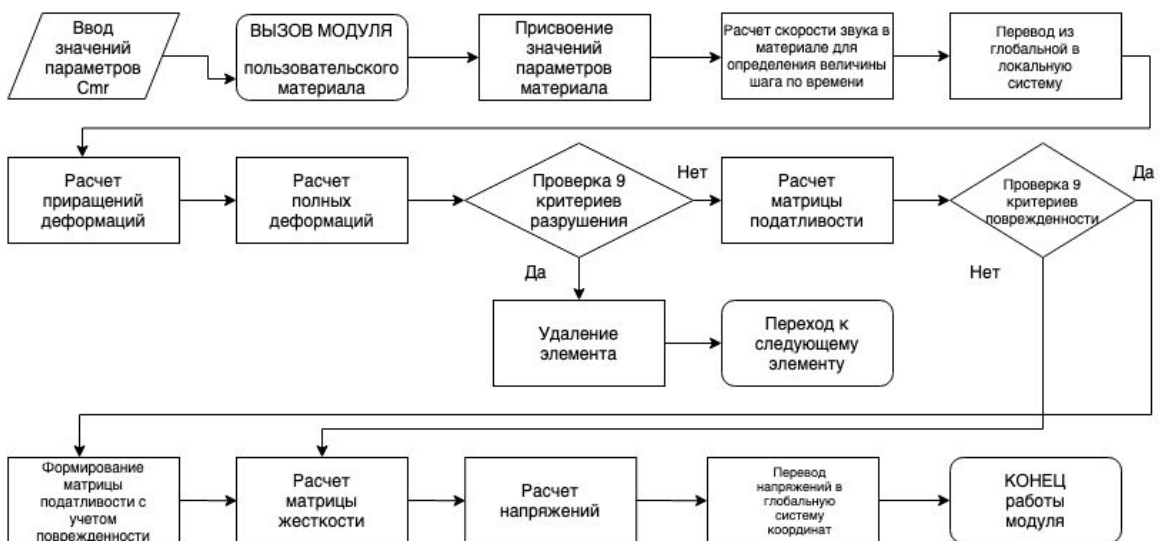 Ввод
значений
параметров
Cmr
ВЫЗОВ МОДУЛЯ
пользовательского
материала
Присвоение
значений
параметров
материала
Расчет скорости звука в
материале для
определения величины
шага по времени
Перевод из
глобальной в
локальную
систему
Расчет
приращений
деформаций
Расчет
полных
деформаций
Проверка 9
критериев
разрушения
Нет
Расчет
матрицы
податливости
Проверка 9
критериев
поврежденности
Да
Да
Нет
Удаление
элемента
Переход к
следующему
элементу
Формирование
матрицы
податливости с
учетом
поврежденности
Расчет
матрицы
жесткости
Расчет
напряжений
Перевод
напряжений в
глобальную
систему
координат
КОНЕЦ
работы
модуля